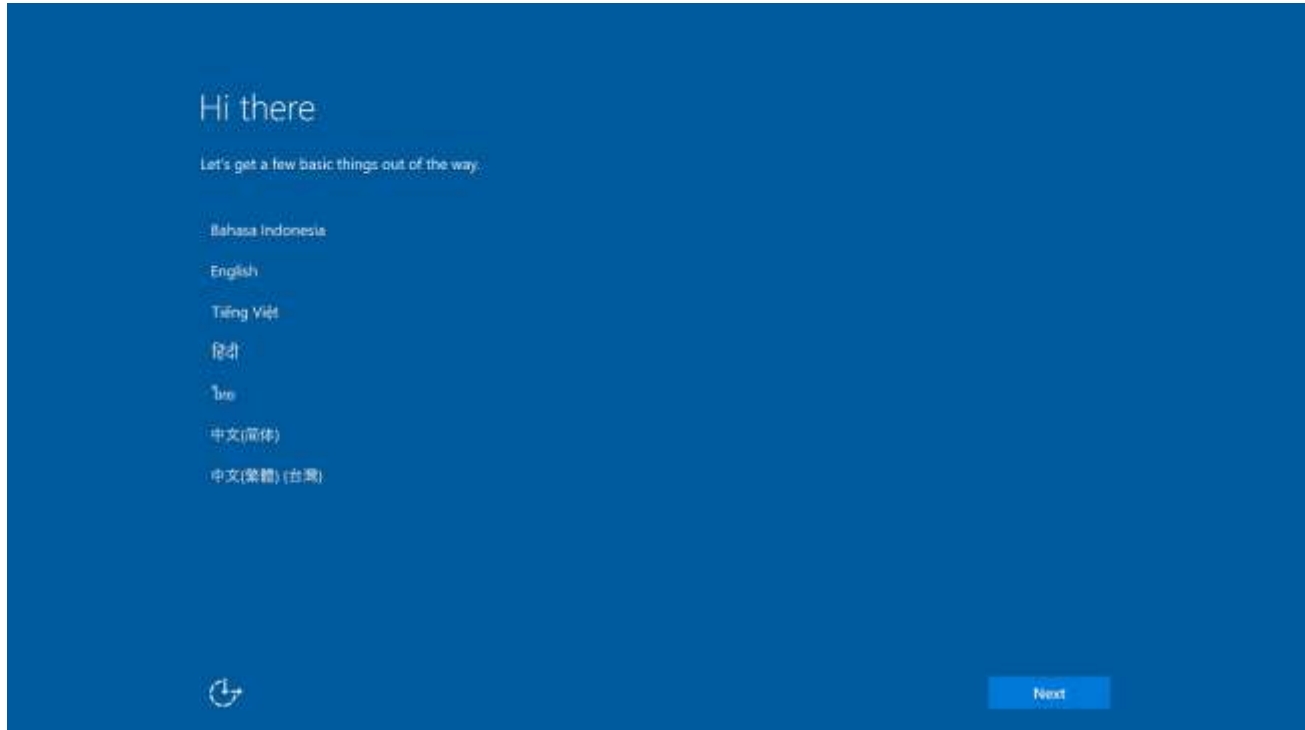 Hi there
Let's get a few basic things out of the way.
Bahasa Indonesia
English
Tiếng Việt
हिंदी
ไทย
中文(简体)
中文(繁體) (台灣)
Next